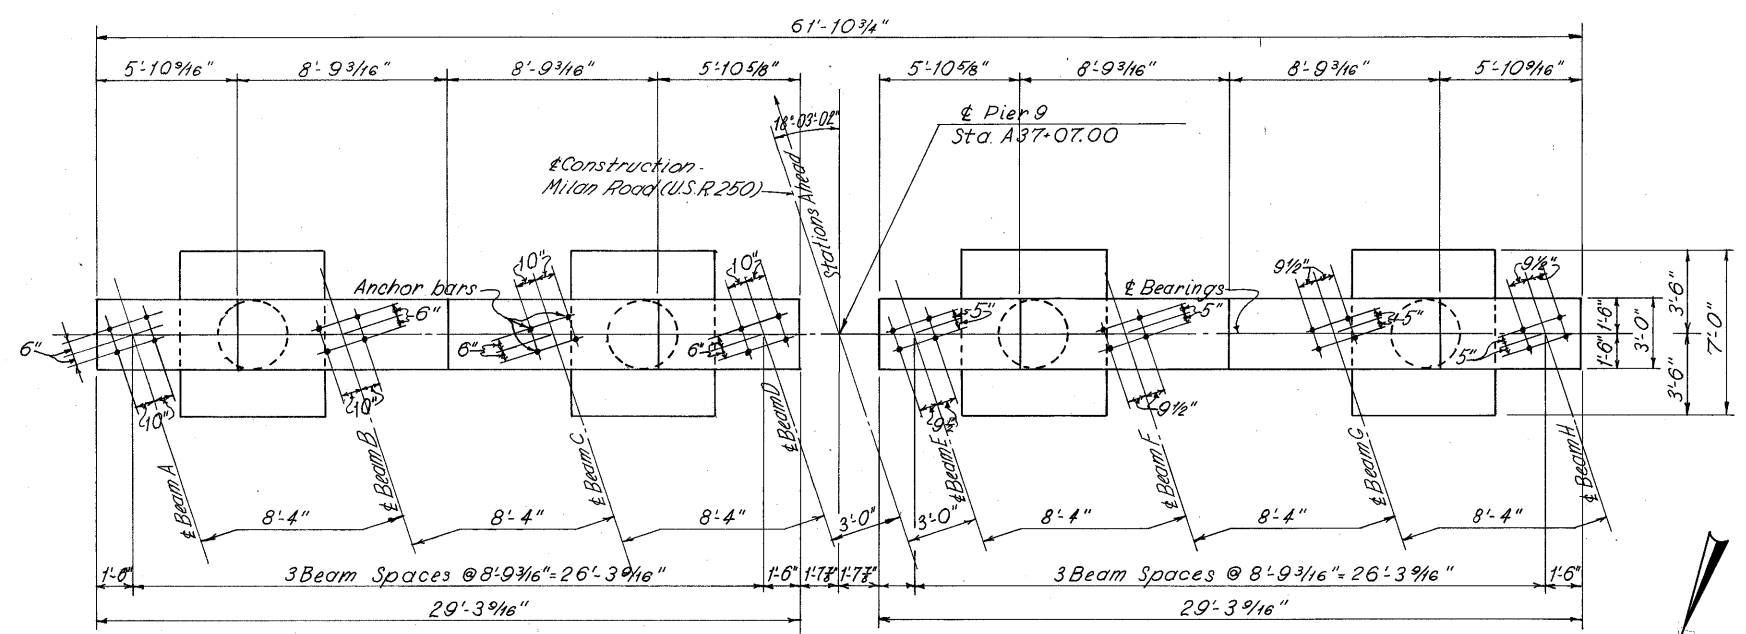 61'-10 3/4"
5'-10 9/16" 8'-9 3/16" 8'-9 3/16" 5'-10 5/8" 5'-10 5/8" 8'-9 3/16" 8'-9 3/16" 5'-10 9/16"
18°-03'-02"
℄ Pier 9
Sta. A37+07.00
℄ Construction-
Milan Road (U.S.R. 250)
Stations Ahead
10" 10" 9 1/2" 9 1/2"
Anchor bars
℄ Bearings
6" 5" 5" 5"
6" 6" 6" 5"
1'-6" 3'-0" 3'-6" 7'-0"
1'-6" 3'-6"
10" 10" 9 1/2"
℄ Beam A ℄ Beam B ℄ Beam C ℄ Beam D ℄ Beam E ℄ Beam F ℄ Beam G ℄ Beam H
8'-4" 8'-4" 8'-4" 3'-0" 3'-0" 8'-4" 8'-4" 8'-4"
1'-6" 3 Beam Spaces @ 8'-9 3/16" = 26'-3 9/16" 1'-6" 1'-7 7/8" 1'-7 7/8" 3 Beam Spaces @ 8'-9 3/16" = 26'-3 9/16" 1'-6"
29'-3 9/16" 29'-3 9/16"